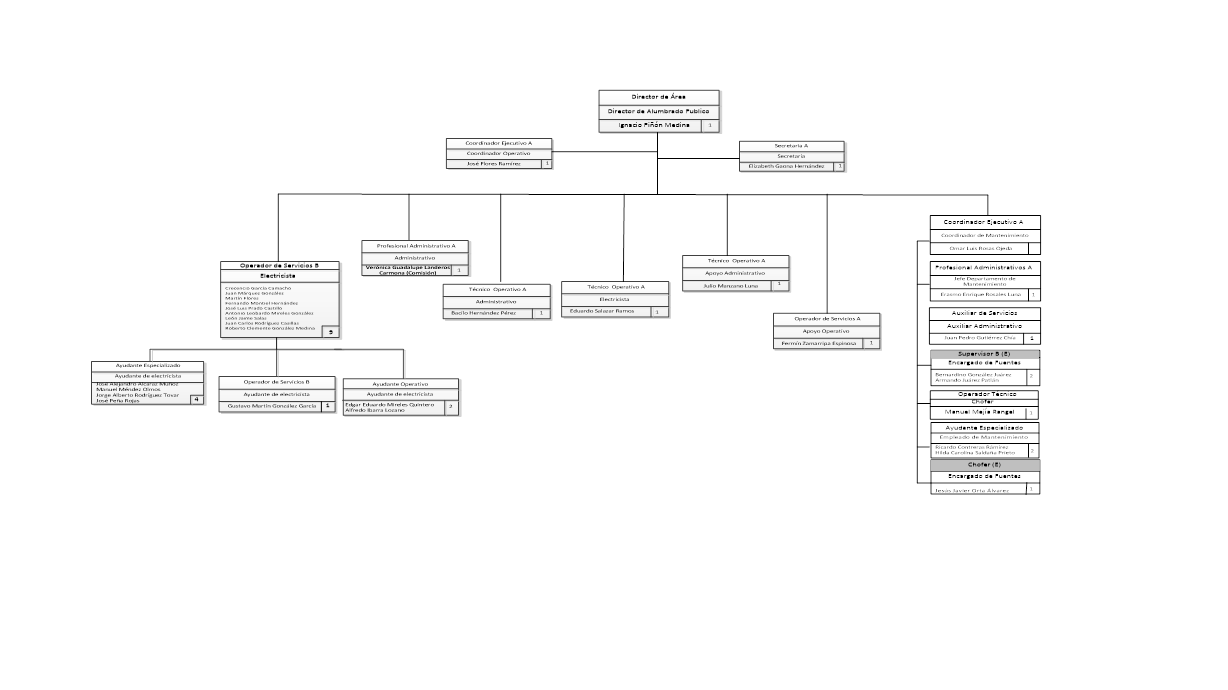 Director de Área
Director de Alumbrado Publico
Ignacio Piñón Medina 1
Coordinador Ejecutivo A
Coordinador Operativo
José Flores Ramírez 1
Secretaria A
Secretaria
Elizabeth Gaona Hernández 1
Operador de Servicios B
Electricista
Crescencio García Camacho
Juan Márquez González
Martín Flores
Fernando Montiel Hernández
José Luis Prado Castillo
Antonio Leobardo Mireles González
León Jaime Salas
Juan Carlos Rodríguez Casillas
Roberto Clemente González Medina
9
Profesional Administrativo A
Administrativo
Verónica Guadalupe Landeros
Carmona (Comisión) 1
Técnico Operativo A
Administrativo
Bacilo Hernández Pérez 1
Técnico Operativo A
Electricista
Eduardo Salazar Ramos 1
Técnico Operativo A
Apoyo Administrativo
Julio Manzano Luna 1
Operador de Servicios A
Apoyo Operativo
Fermín Zamarripa Espinosa 1
Ayudante Especializado
Ayudante de electricista
José Alejandro Alcaraz Muñoz
Manuel Méndez Olmos
Jorge Alberto Rodríguez Tovar
José Peña Rojas 4
Operador de Servicios B
Ayudante de electricista
Gustavo Martín González García 1
Ayudante Operativo
Ayudante de electricista
Edgar Eduardo Mireles Quintero
Alfredo Ibarra Lozano
2
Coordinador Ejecutivo A
Coordinador de Mantenimiento
Omar Luis Rosas Ojeda
Profesional Administrativos A
Jefe Departamento de
Mantenimiento
Erasmo Enrique Rosales Luna 1
Auxiliar de Servicios
Auxiliar Administrativo
Juan Pedro Gutiérrez Chía 1
Supervisor B (E)
Encargado de Fuentes
Bernardino González Juárez
Armando Juárez Patlán
2
Operador Técnico
Chofer
Manuel Mejía Rangel 1
Ayudante Especializado
Empleado de Mantenimiento
Ricardo Contreras Ramírez
Hilda Carolina Saldaña Prieto
2
Chofer (E)
Encargado de Fuentes
Jesús Javier Orta Álvarez 1